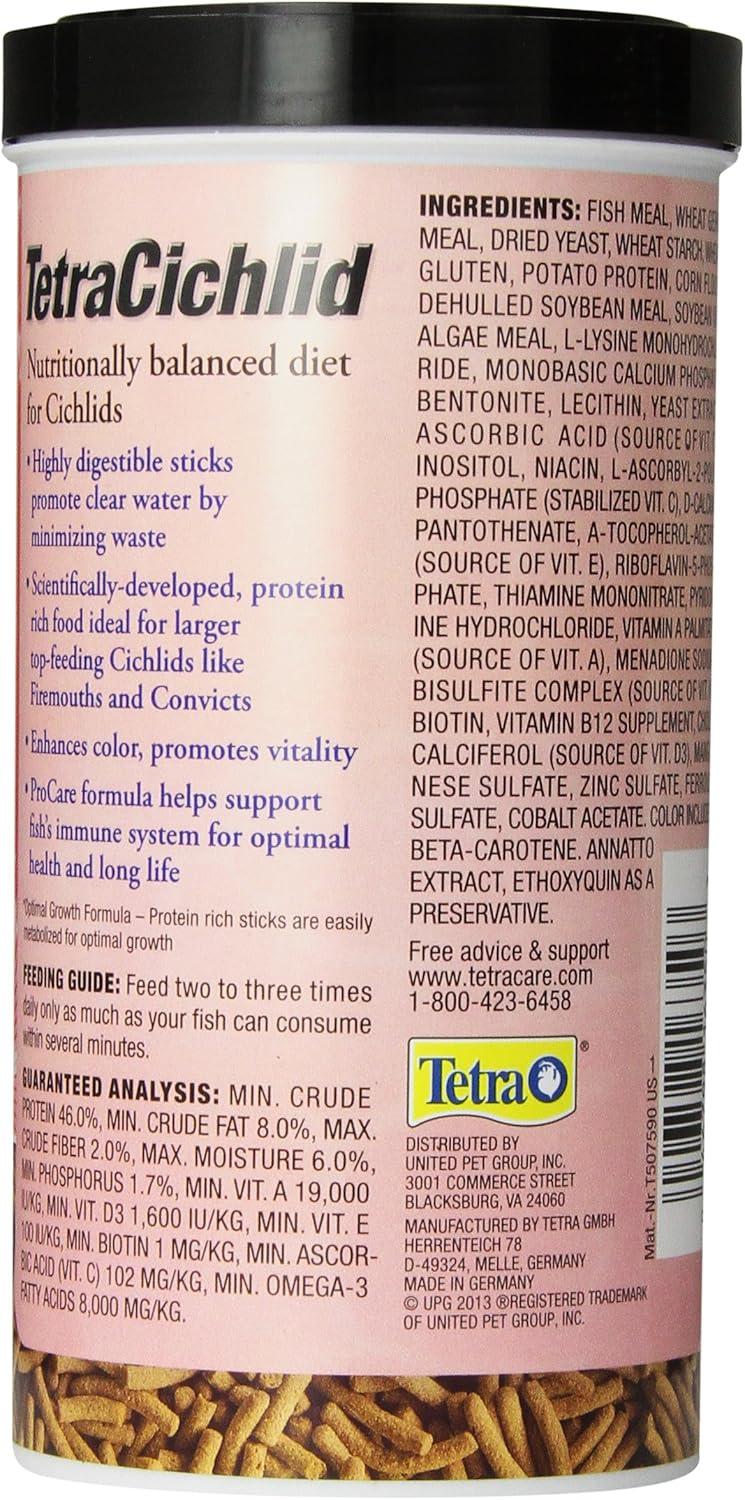 TetraCichlid
Nutritionally balanced diet
for Cichlids
•Highly digestible sticks
promote clear water by
minimizing waste
•Scientifically-developed, protein
rich food ideal for larger
top-feeding Cichlids like
Firemouths and Convicts
•Enhances color, promotes vitality
•ProCare formula helps support
fish's immune system for optimal
health and long life
*Optimal Growth Formula – Protein rich sticks are easily
metabolized for optimal growth
FEEDING GUIDE: Feed two to three times
daily only as much as your fish can consume
within several minutes.
GUARANTEED ANALYSIS: MIN. CRUDE
PROTEIN 46.0%, MIN. CRUDE FAT 8.0%, MAX.
CRUDE FIBER 2.0%, MAX. MOISTURE 6.0%,
MIN. PHOSPHORUS 1.7%, MIN. VIT. A 19,000
IU/KG, MIN. VIT. D3 1,600 IU/KG, MIN. VIT. E
100 IU/KG, MIN. BIOTIN 1 MG/KG, MIN. ASCOR-
BIC ACID (VIT. C) 102 MG/KG, MIN. OMEGA-3
FATTY ACIDS 8,000 MG/KG.
INGREDIENTS: FISH MEAL, WHEAT
MEAL, DRIED YEAST, WHEAT STARCH,
GLUTEN, POTATO PROTEIN, CORN
DEHULLED SOYBEAN MEAL, SOYBEAN
ALGAE MEAL, L-LYSINE
RIDE, MONOBASIC CALCIUM
BENTONITE, LECITHIN, YEAST
ASCORBIC ACID (SOURCE OF VIT.
INOSITOL, NIACIN, L-ASCORBYL-2-
PHOSPHATE (STABILIZED VIT. C),
PANTOTHENATE, A-TOCOPHEROL-
(SOURCE OF VIT. E), RIBOFLAVIN-5-
PHATE, THIAMINE MONONITRATE,
INE HYDROCHLORIDE, VITAMIN A
(SOURCE OF VIT. A), MENADIONE
BISULFITE COMPLEX (SOURCE OF VIT.
BIOTIN, VITAMIN B12 SUPPLEMENT,
CALCIFEROL (SOURCE OF VIT. D3),
NESE SULFATE, ZINC SULFATE,
SULFATE, COBALT ACETATE. COLOR
BETA-CAROTENE. ANNATTO
EXTRACT, ETHOXYQUIN AS A
PRESERVATIVE.
Free advice & support
www.tetracare.com
1-800-423-6458
Tetra®
DISTRIBUTED BY
UNITED PET GROUP, INC.
3001 COMMERCE STREET
BLACKSBURG, VA 24060
MANUFACTURED BY TETRA GMBH
HERRENTEICH 78
D-49324, MELLE, GERMANY
MADE IN GERMANY
© UPG 2013 ®REGISTERED TRADEMARK
OF UNITED PET GROUP, INC.
Mat.-Nr.T507590 US→